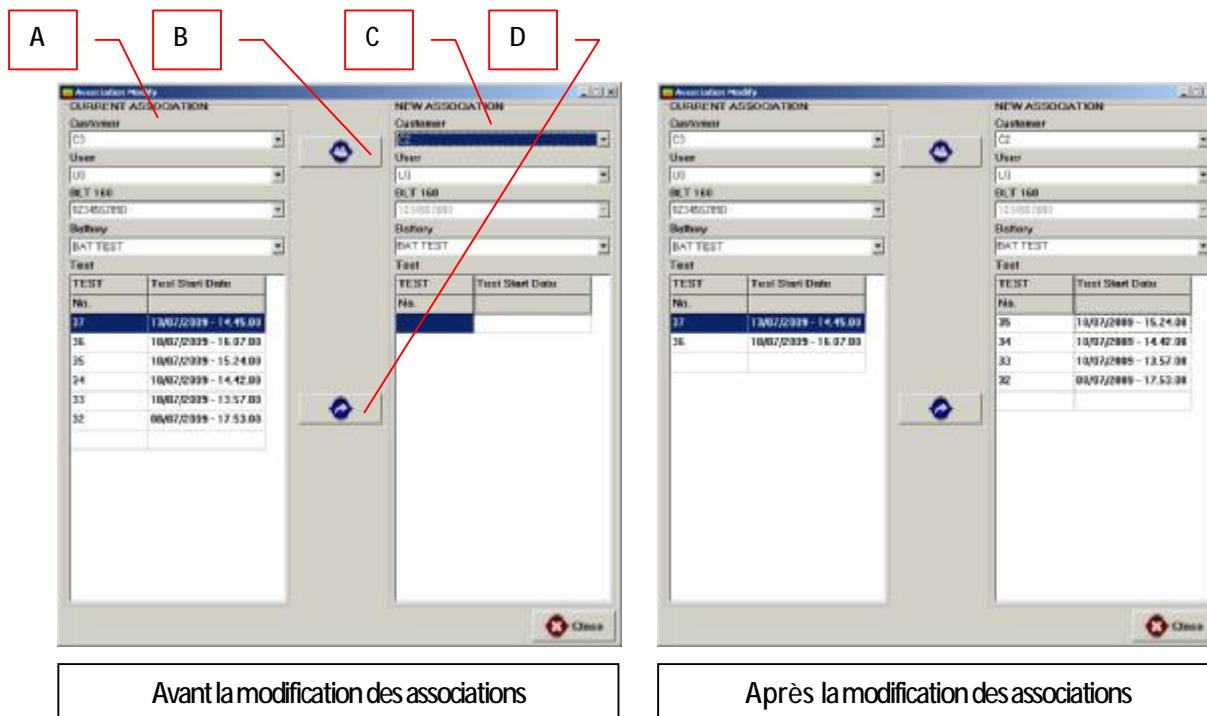 A B C D
Association Modify
CURRENT ASSOCIATION
Customer
C3
User
U3
BLT 160
Battery
BAT TEST
Test
TEST Test Start Date
No.
37 13/07/2009 - 14.45.00
36 10/07/2009 - 16.07.00
35 10/07/2009 - 15.24.00
34 10/07/2009 - 14.42.00
33 10/07/2009 - 13.57.00
32 08/07/2009 - 17.53.00
NEW ASSOCIATION
Customer
C2
User
U3
BLT 160
Battery
BAT TEST
Test
TEST Test Start Date
No.
Close
Association Modify
CURRENT ASSOCIATION
Customer
C3
User
U3
BLT 160
Battery
BAT TEST
Test
TEST Test Start Date
No.
37 13/07/2009 - 14.45.00
36 10/07/2009 - 16.07.00
NEW ASSOCIATION
Customer
C2
User
U3
BLT 160
Battery
BAT TEST
Test
TEST Test Start Date
No.
35 10/07/2009 - 15.24.00
34 10/07/2009 - 14.42.00
33 10/07/2009 - 13.57.00
32 08/07/2009 - 17.53.00
Close
Avant la modification des associations
Après la modification des associations